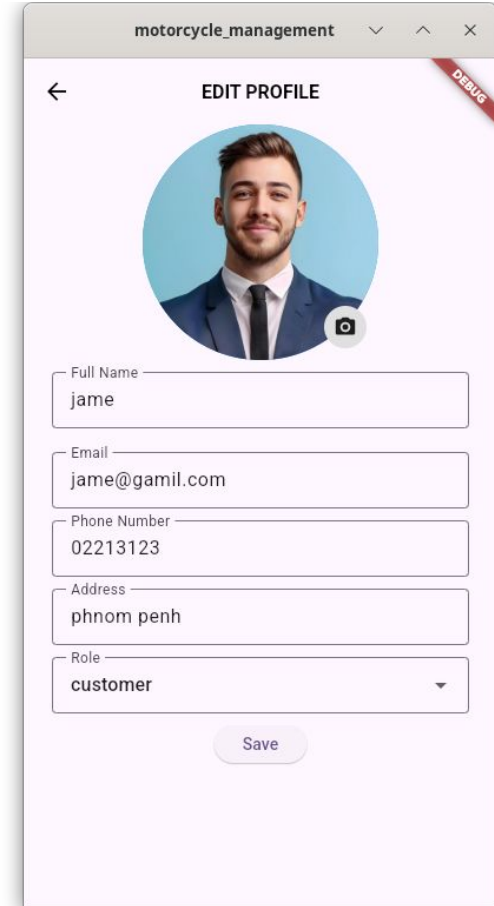 motorcycle_management
EDIT PROFILE
DEBUG
Full Name
jame
Email
jame@gamil.com
Phone Number
02213123
Address
phnom penh
Role
customer
Save